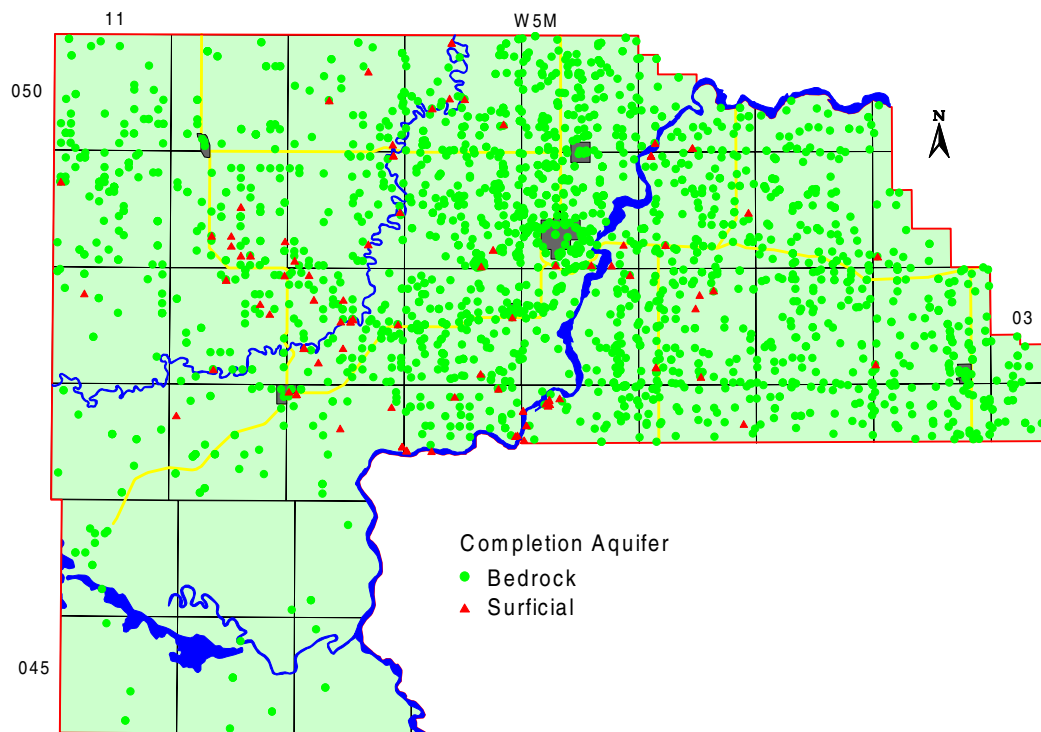 11
W5M
050
N
03
Completion Aquifer
Bedrock
Surficial
045